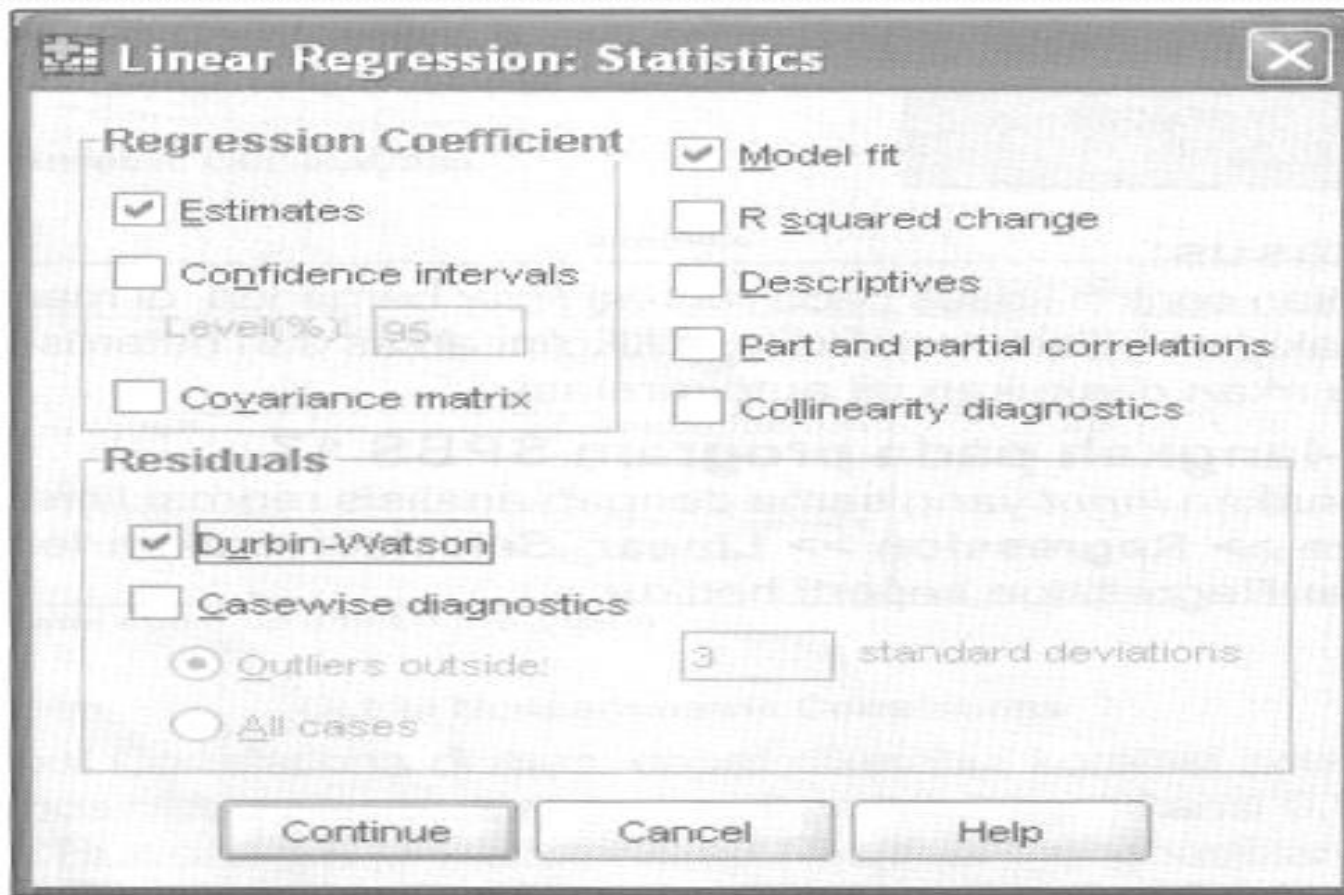 Linear Regression: Statistics
Regression Coefficient
Estimates
Confidence intervals
Level(%): 95
Covariance matrix
Model fit
R squared change
Descriptives
Part and partial correlations
Collinearity diagnostics
Residuals
Durbin-Watson
Casewise diagnostics
Outliers outside: 3 standard deviations
All cases
Continue Cancel Help